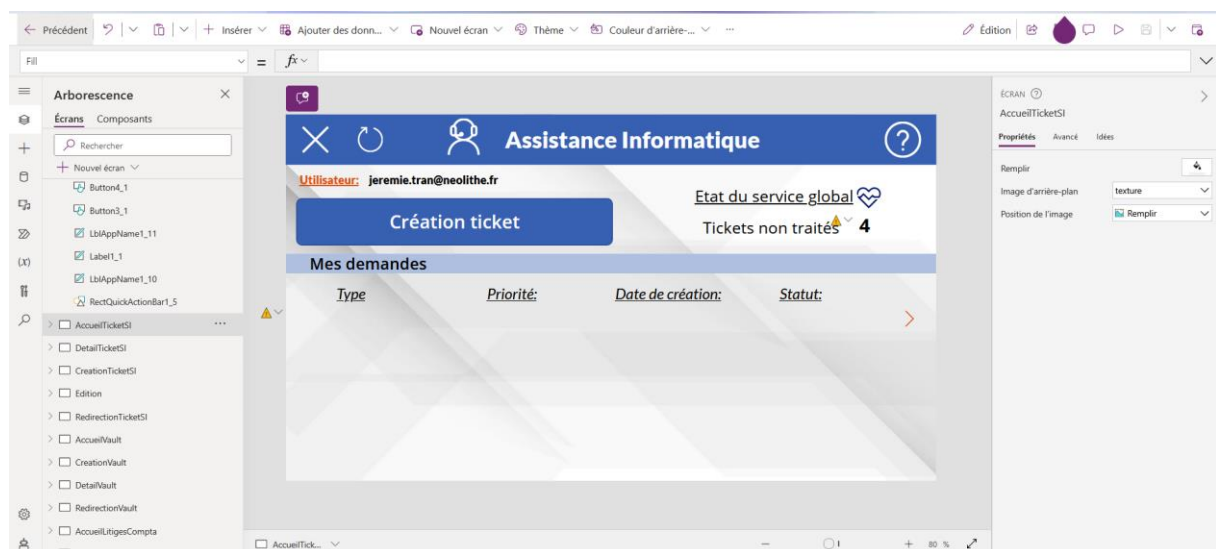 Précédent Insérer Ajouter des donn... Nouvel écran Thème Couleur d'arrière-... ... Édition
Fill = fx
Arborescence
Écrans Composants
Rechercher
Nouvel écran
Button4_1
Button3_1
LblAppName1_11
Label1_1
LblAppName1_10
RectQuickActionBar1_5
AccueilTicketSI ...
DetailTicketSI
CreationTicketSI
Edition
RedirectionTicketSI
AccueilVault
CreationVault
DetailVault
RedirectionVault
AccueilLitigesCompta
Assistance Informatique
Utilisateur: jeremie.tran@neolithe.fr
Etat du service global
Création ticket
Tickets non traités 4
Mes demandes
Type Priorité: Date de création: Statut:
AccueilTick... 80 %
ÉCRAN
AccueilTicketSI
Propriétés Avancé Idées
Remplir
Image d'arrière-plan texture
Position de l'image Remplir